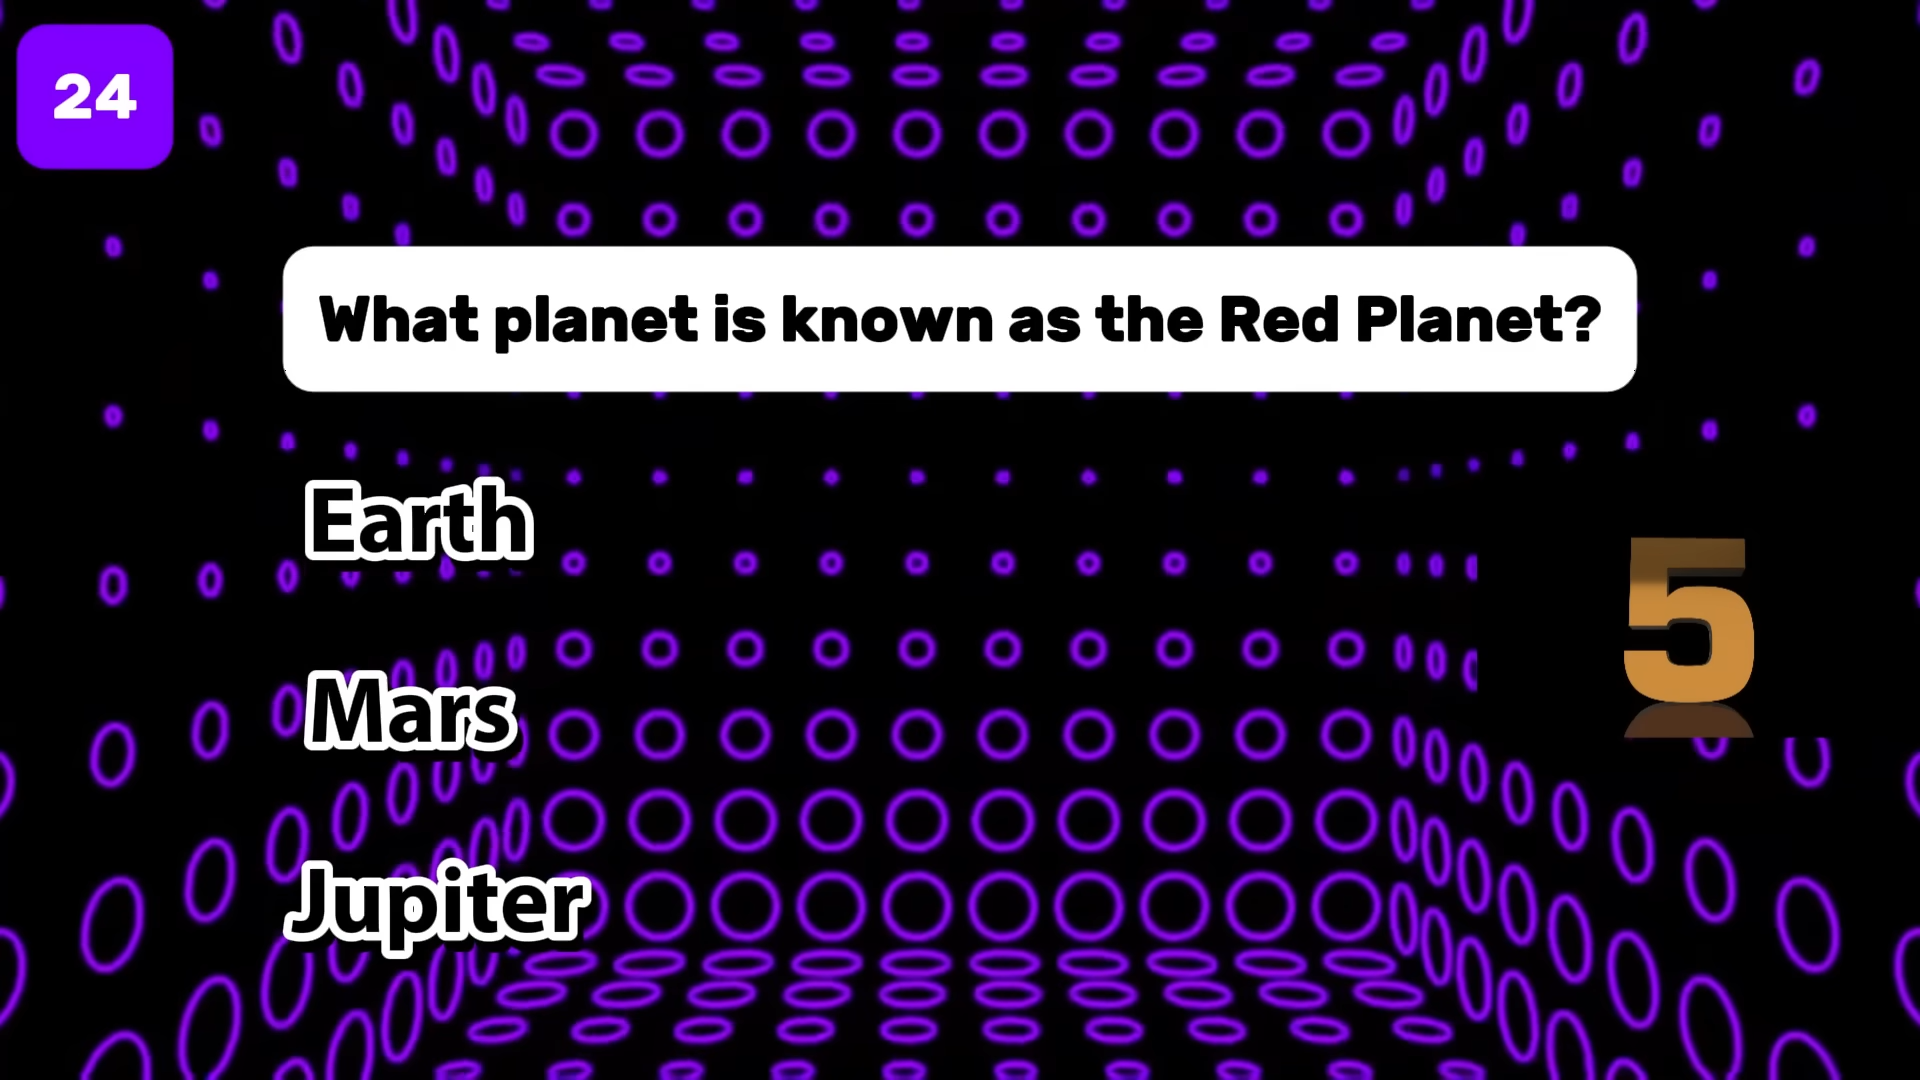 24
What planet is known as the Red Planet?
Earth
5
Mars
Jupiter